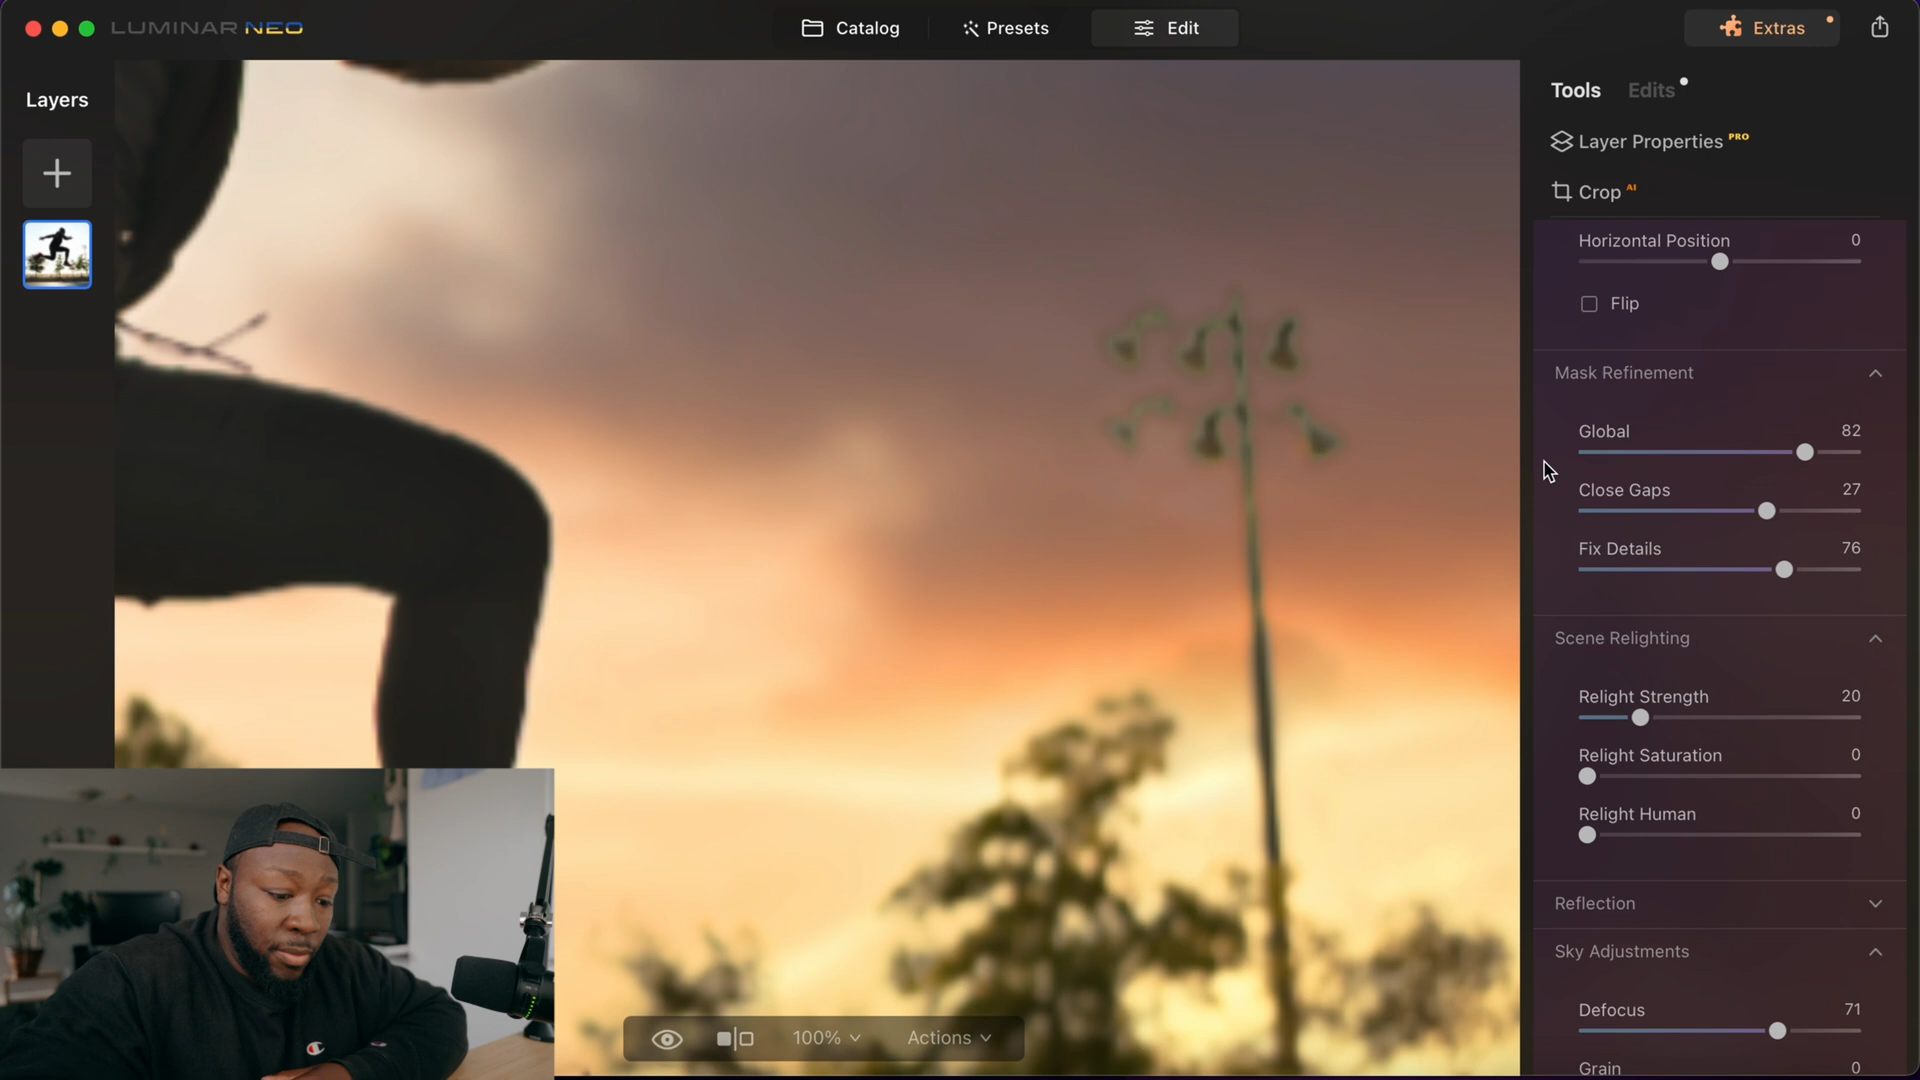 LUMINAR NEO
Catalog
Presets
Edit
Extras
Layers
Tools
Edits
Layer Properties PRO
Crop AI
Horizontal Position 0
Flip
Mask Refinement
Global 82
Close Gaps 27
Fix Details 76
Scene Relighting
Relight Strength 20
Relight Saturation 0
Relight Human 0
Reflection
Sky Adjustments
Defocus 71
Grain 0
100%
Actions